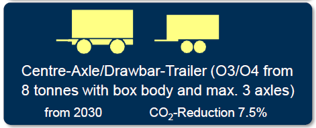 Centre-Axle/Drawbar-Trailer (O3/O4 from
8 tonnes with box body and max. 3 axles)
from 2030 CO₂-Reduction 7.5%